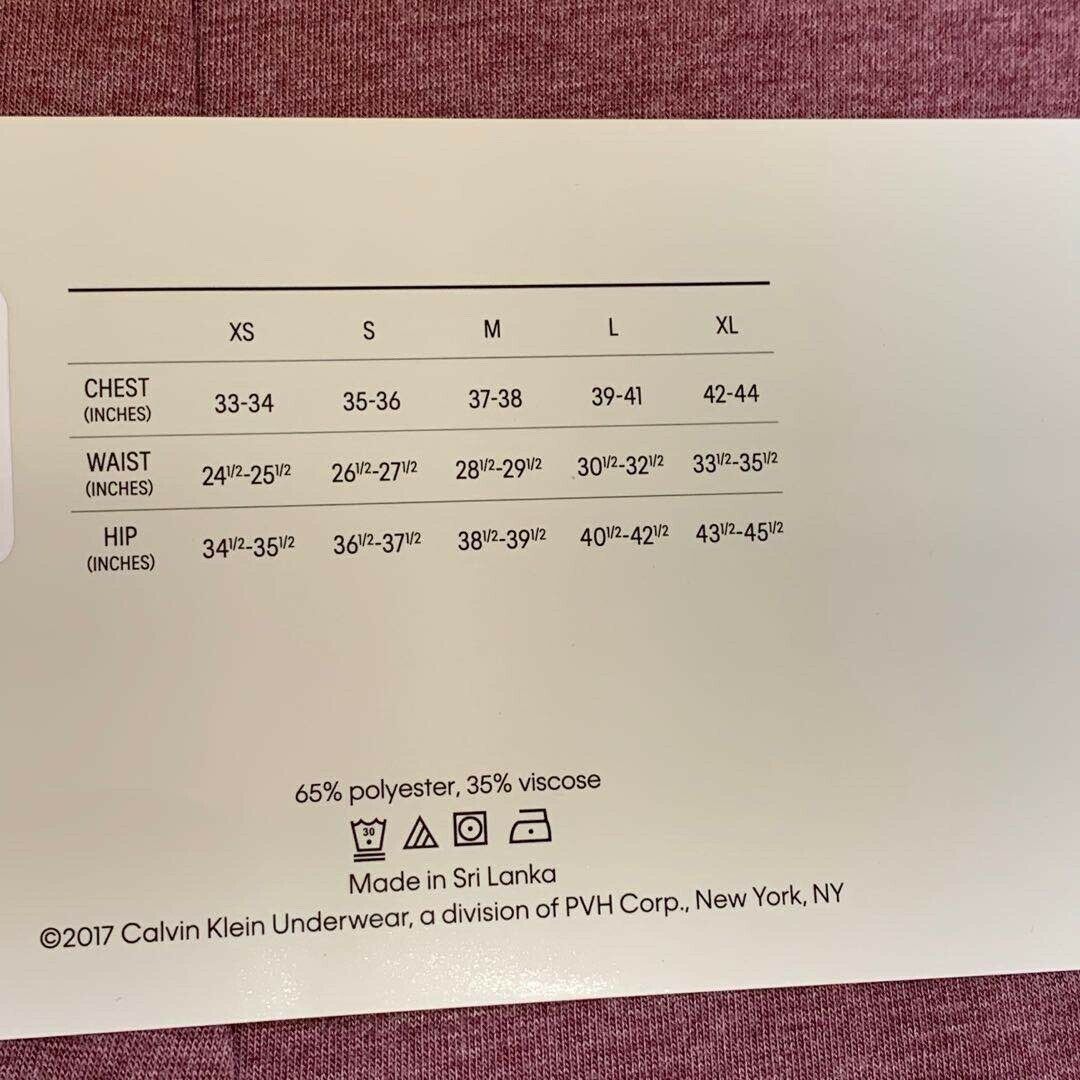 XS S M L XL
CHEST (INCHES) 33-34 35-36 37-38 39-41 42-44
WAIST (INCHES) 24 1/2-25 1/2 26 1/2-27 1/2 28 1/2-29 1/2 30 1/2-32 1/2 33 1/2-35 1/2
HIP (INCHES) 34 1/2-35 1/2 36 1/2-37 1/2 38 1/2-39 1/2 40 1/2-42 1/2 43 1/2-45 1/2
65% polyester, 35% viscose
30
Made in Sri Lanka
©2017 Calvin Klein Underwear, a division of PVH Corp., New York, NY